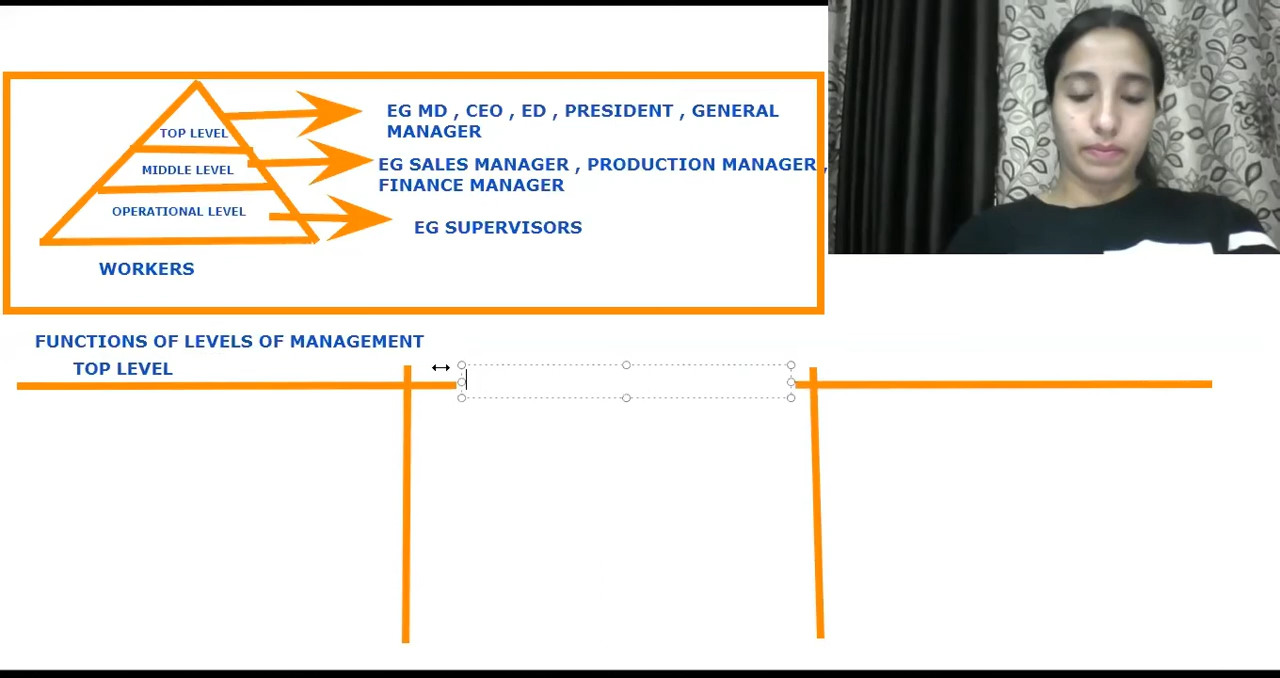 TOP LEVEL
MIDDLE LEVEL
OPERATIONAL LEVEL
WORKERS
EG MD , CEO , ED , PRESIDENT , GENERAL
MANAGER
EG SALES MANAGER , PRODUCTION MANAGER ,
FINANCE MANAGER
EG SUPERVISORS
FUNCTIONS OF LEVELS OF MANAGEMENT
TOP LEVEL